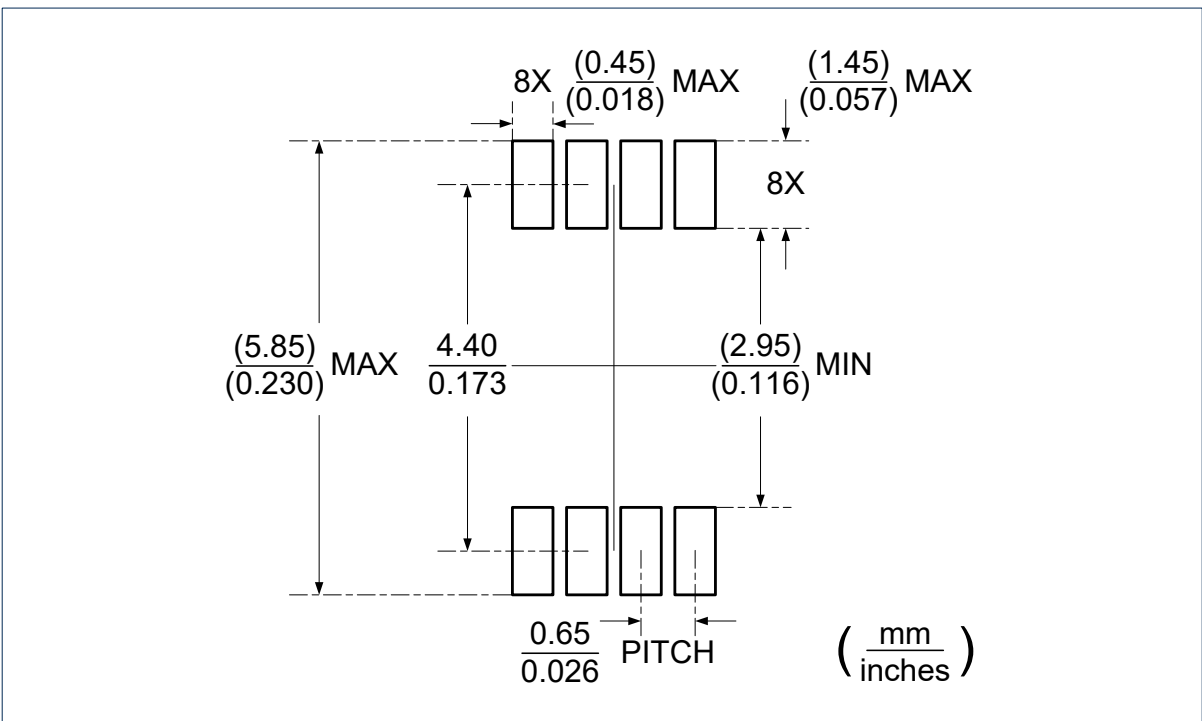 8X (0.45) MAX
(0.018)
(1.45) MAX
(0.057)
8X
(5.85) MAX
(0.230)
4.40
0.173
(2.95) MIN
(0.116)
0.65 PITCH
0.026
( mm )
inches